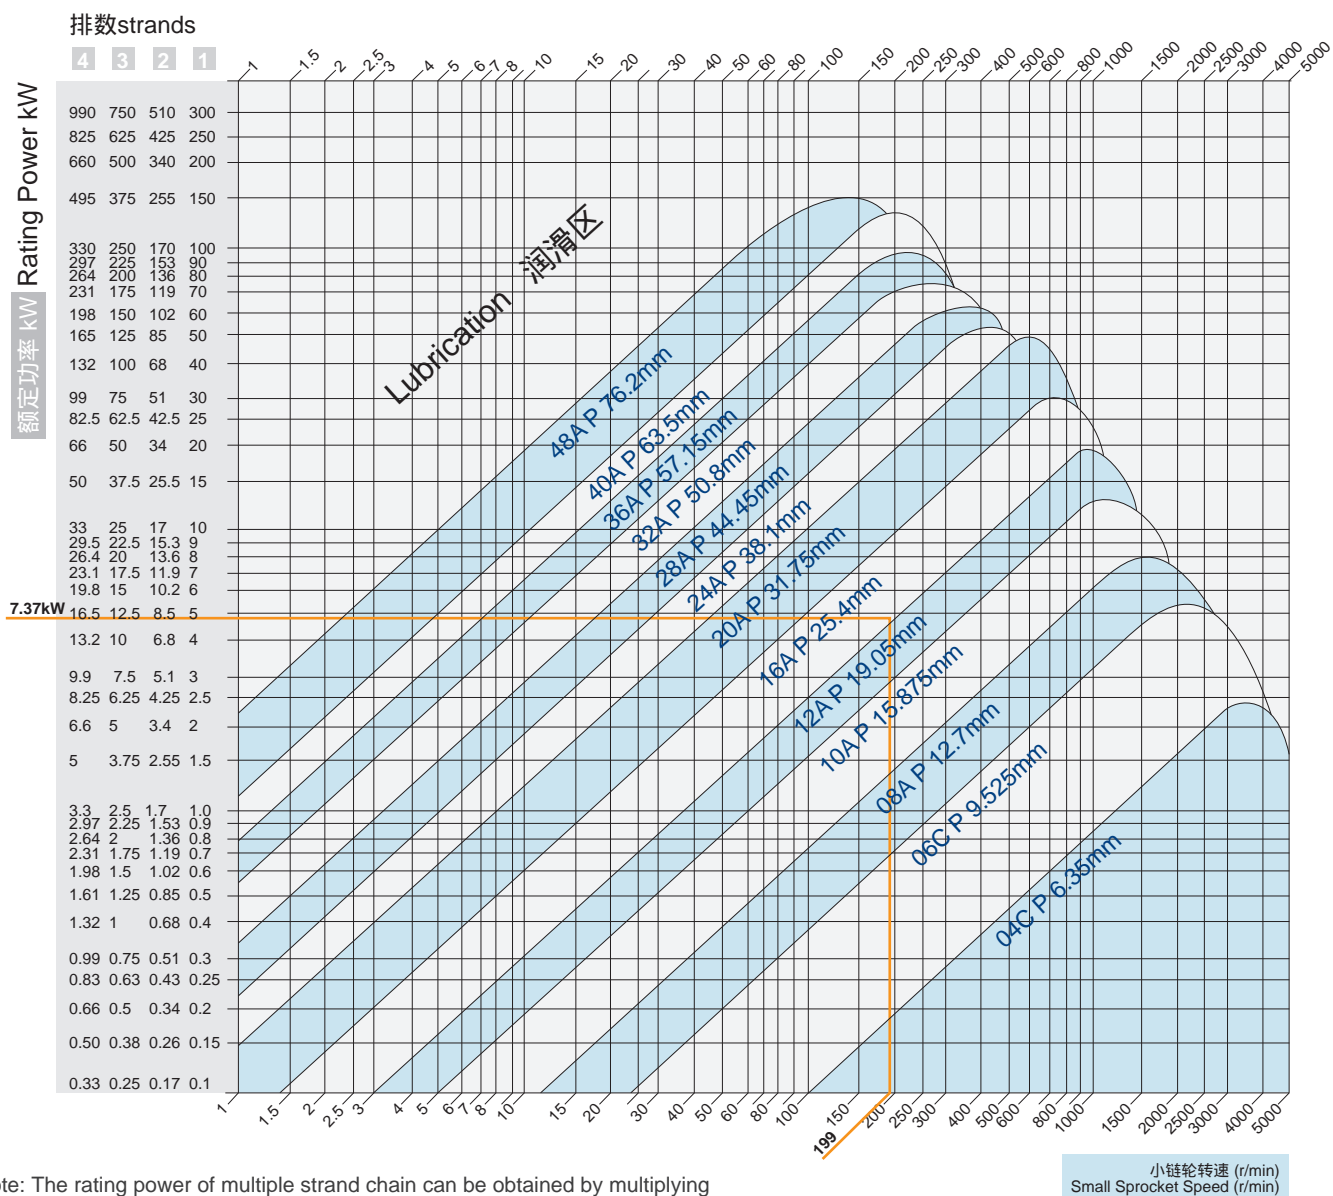 排数strands
4 3 2 1
1 1.5 2 2.5 3 4 5 6 7 8 10 15 20 30 40 50 60 80 100 150 200 250 300 400 500 600 800 1000 1500 2000 3000 4000 5000
额定功率 kW Rating Power kW
990 750 510 300
825 625 425 250
660 500 340 200
495 375 255 150
330 250 170 100
297 225 153 90
264 200 136 80
231 175 119 70
198 150 102 60
165 125 85 50
132 100 68 40
99 75 51 30
82.5 62.5 42.5 25
66 50 34 20
50 37.5 25.5 15
33 25 17 10
29.5 22.5 15.3 9
26.4 20 13.6 8
23.1 17.5 11.9 7
19.8 15 10.2 6
7.37kW
16.5 12.5 8.5 5
13.2 10 6.8 4
9.9 7.5 5.1 3
8.25 6.25 4.25 2.5
6.6 5 3.4 2
5 3.75 2.55 1.5
3.3 2.5 1.7 1.0
2.97 2.25 1.53 0.9
2.64 2 1.36 0.8
2.31 1.75 1.19 0.7
1.98 1.5 1.02 0.6
1.61 1.25 0.85 0.5
1.32 1 0.68 0.4
0.99 0.75 0.51 0.3
0.83 0.63 0.43 0.25
0.66 0.5 0.34 0.2
0.50 0.38 0.26 0.15
0.33 0.25 0.17 0.1
Lubrication 润滑区
48A P 76.2mm
40A P 63.5mm
36A P 57.15mm
32A P 50.8mm
28A P 44.45mm
24A P 38.1mm
20A P 31.75mm
16A P 25.4mm
12A P 19.05mm
10A P 15.875mm
08A P 12.7mm
06C P 9.525mm
04C P 6.35mm
1 1.5 2 2.5 3 4 5 6 7 8 10 15 20 30 40 50 60 80 100 150 200 250 300 400 500 800 1000 1500 2000 2500 3000 4000 5000
199
小链轮转速 (r/min)
Small Sprocket Speed (r/min)
te: The rating power of multiple strand chain can be obtained by multiplying